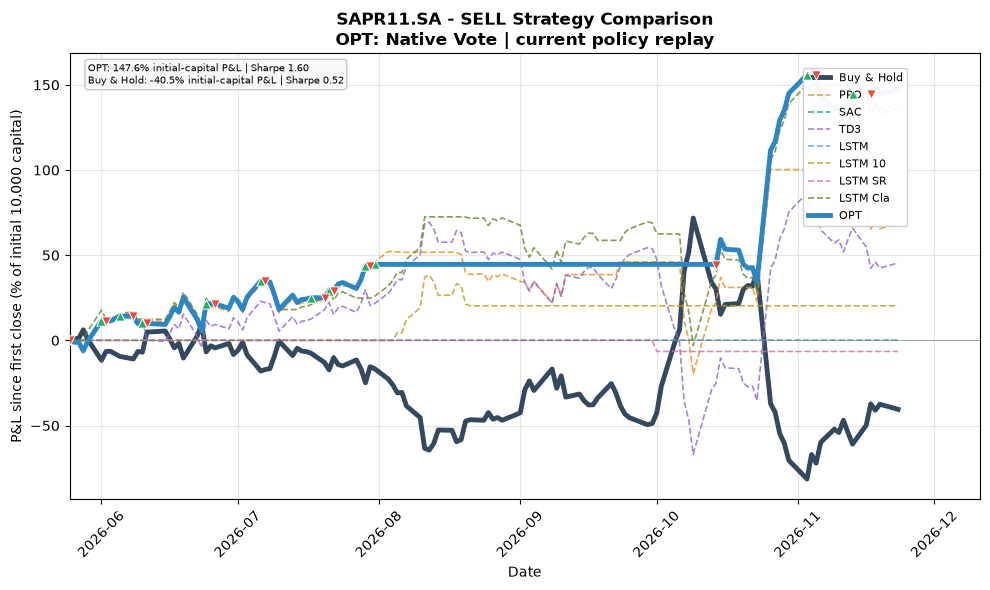 SAPR11.SA - SELL Strategy Comparison
OPT: Native Vote | current policy replay
OPT: 147.6% initial-capital P&L | Sharpe 1.60
Buy & Hold: -40.5% initial-capital P&L | Sharpe 0.52
Buy & Hold
PPO
SAC
TD3
LSTM
LSTM 10
LSTM SR
LSTM Cla
OPT
P&L since first close (% of initial 10,000 capital)
150
100
50
0
−50
2026-06
2026-07
2026-08
2026-09
2026-10
2026-11
2026-12
Date